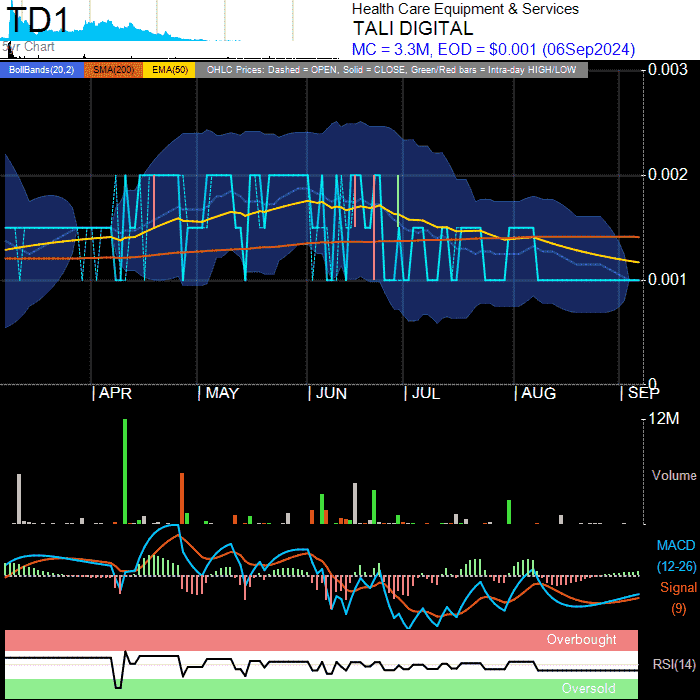 TD1
5yr Chart
Health Care Equipment & Services
TALI DIGITAL
MC = 3.3M, EOD = $0.001 (06Sep2024)
BollBands(20,2) SMA(200) EMA(50) OHLC Prices: Dashed = OPEN, Solid = CLOSE, Green/Red bars = Intra-day HIGH/LOW
0.003
0.002
0.001
0
APR MAY JUN JUL AUG SEP
12M
Volume
MACD
(12-26)
Signal
(9)
Overbought
RSI(14)
Oversold